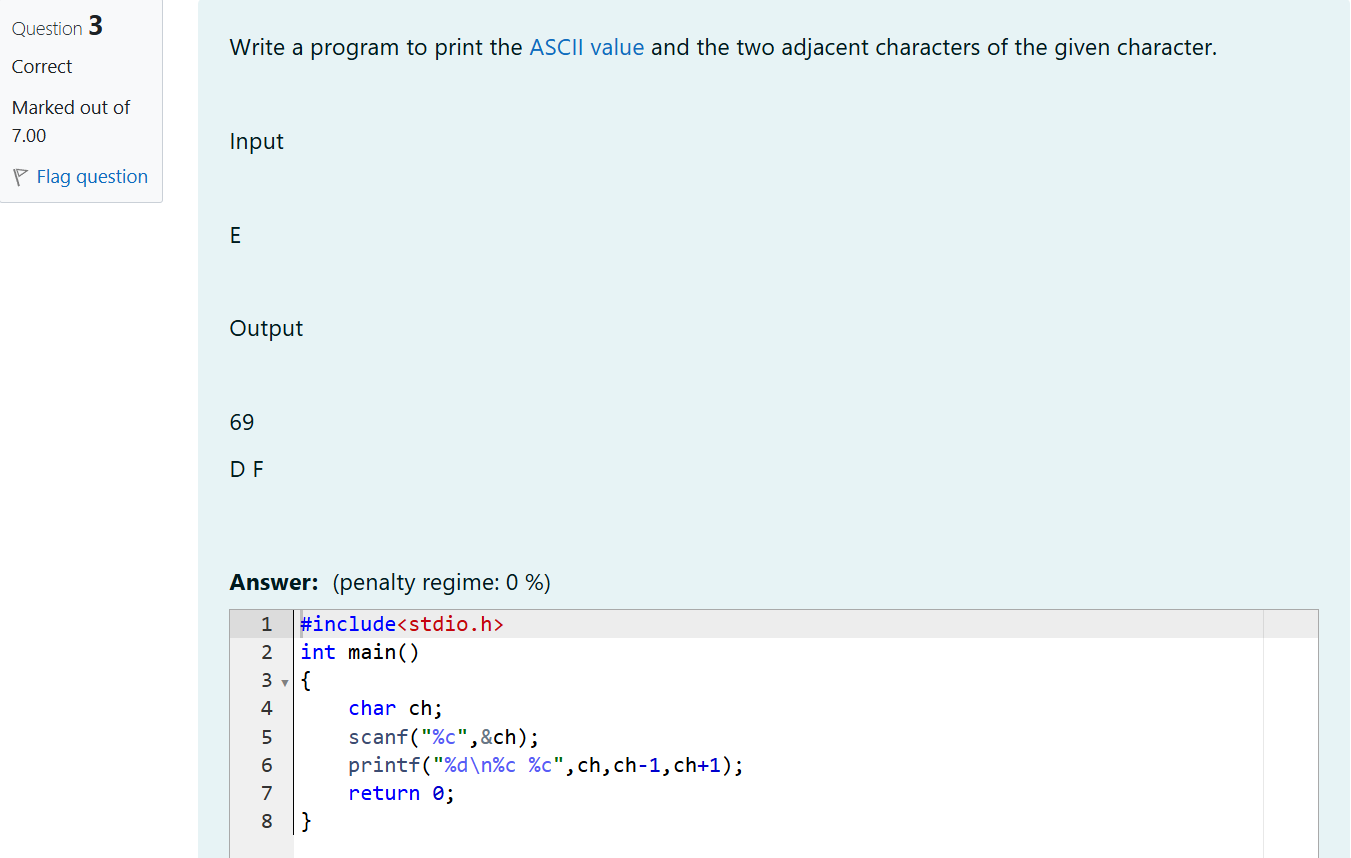 Question 3
Correct
Marked out of
7.00
Flag question
Write a program to print the ASCII value and the two adjacent characters of the given character.
Input
E
Output
69
D F
Answer: (penalty regime: 0 %)
1 #include<stdio.h>
2 int main()
3 {
4     char ch;
5     scanf("%c",&ch);
6     printf("%d\n%c %c",ch,ch-1,ch+1);
7     return 0;
8 }